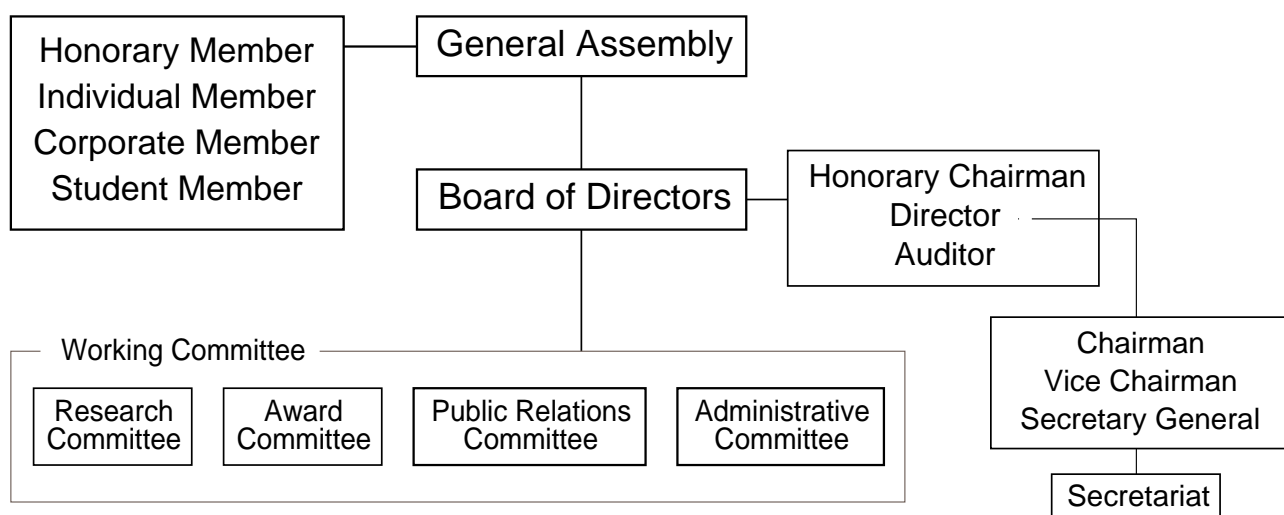 Honorary Member
Individual Member
Corporate Member
Student Member
General Assembly
Board of Directors
Honorary Chairman
Director
Auditor
Chairman
Vice Chairman
Secretary General
Secretariat
Working Committee
Research
Committee
Award
Committee
Public Relations
Committee
Administrative
Committee